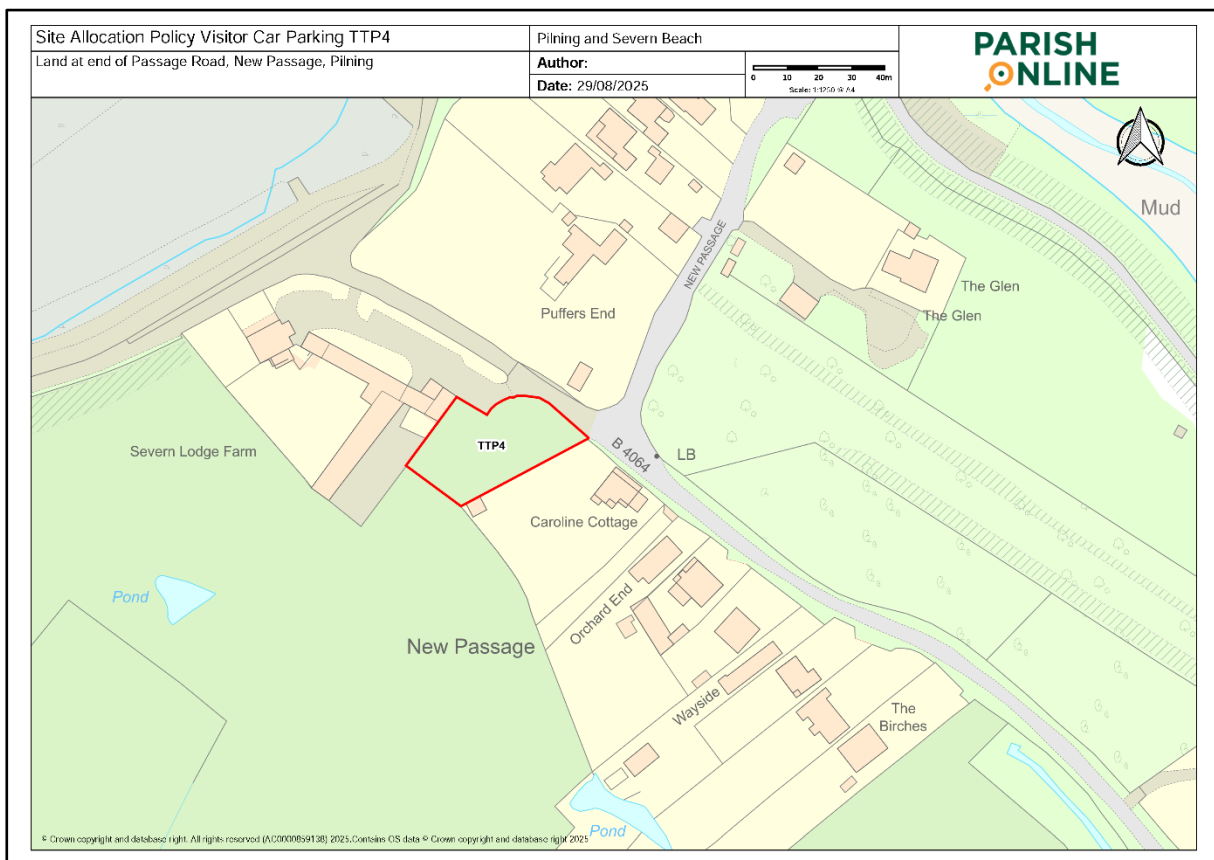 Site Allocation Policy Visitor Car Parking TTP4
Land at end of Passage Road, New Passage, Pilning
Pilning and Severn Beach
Author:
Date: 29/08/2025
0 10 20 30 40m
Scale: 1:1250 @ A4
PARISH
ONLINE
Mud
NEW PASSAGE
The Glen
The Glen
Puffers End
TTP4
B 4064
LB
Severn Lodge Farm
Caroline Cottage
Pond
Orchard End
New Passage
Wayside
The
Birches
Pond
© Crown copyright and database right. All rights reserved (AC0000859138) 2025.Contains OS data © Crown copyright and database right 2025